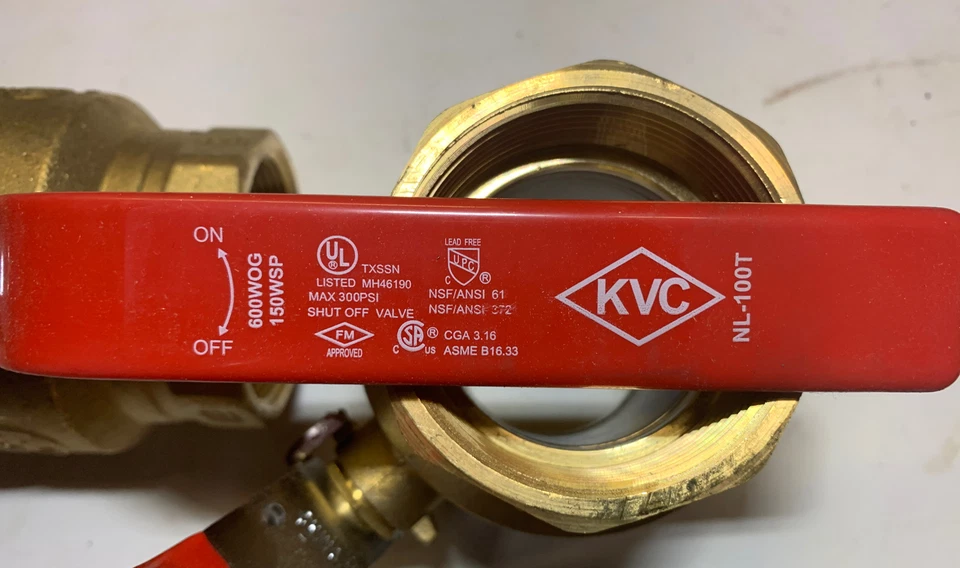 ON
OFF
600WOG
150WSP
UL
®
TXSSN
LISTED MH46190
MAX 300PSI
SHUT OFF VALVE
FM
APPROVED
LEAD FREE
UPC
C ®
NSF/ANSI 61
NSF/ANSI 372
C SA ® US
CGA 3.16
ASME B16.33
KVC
NL-100T